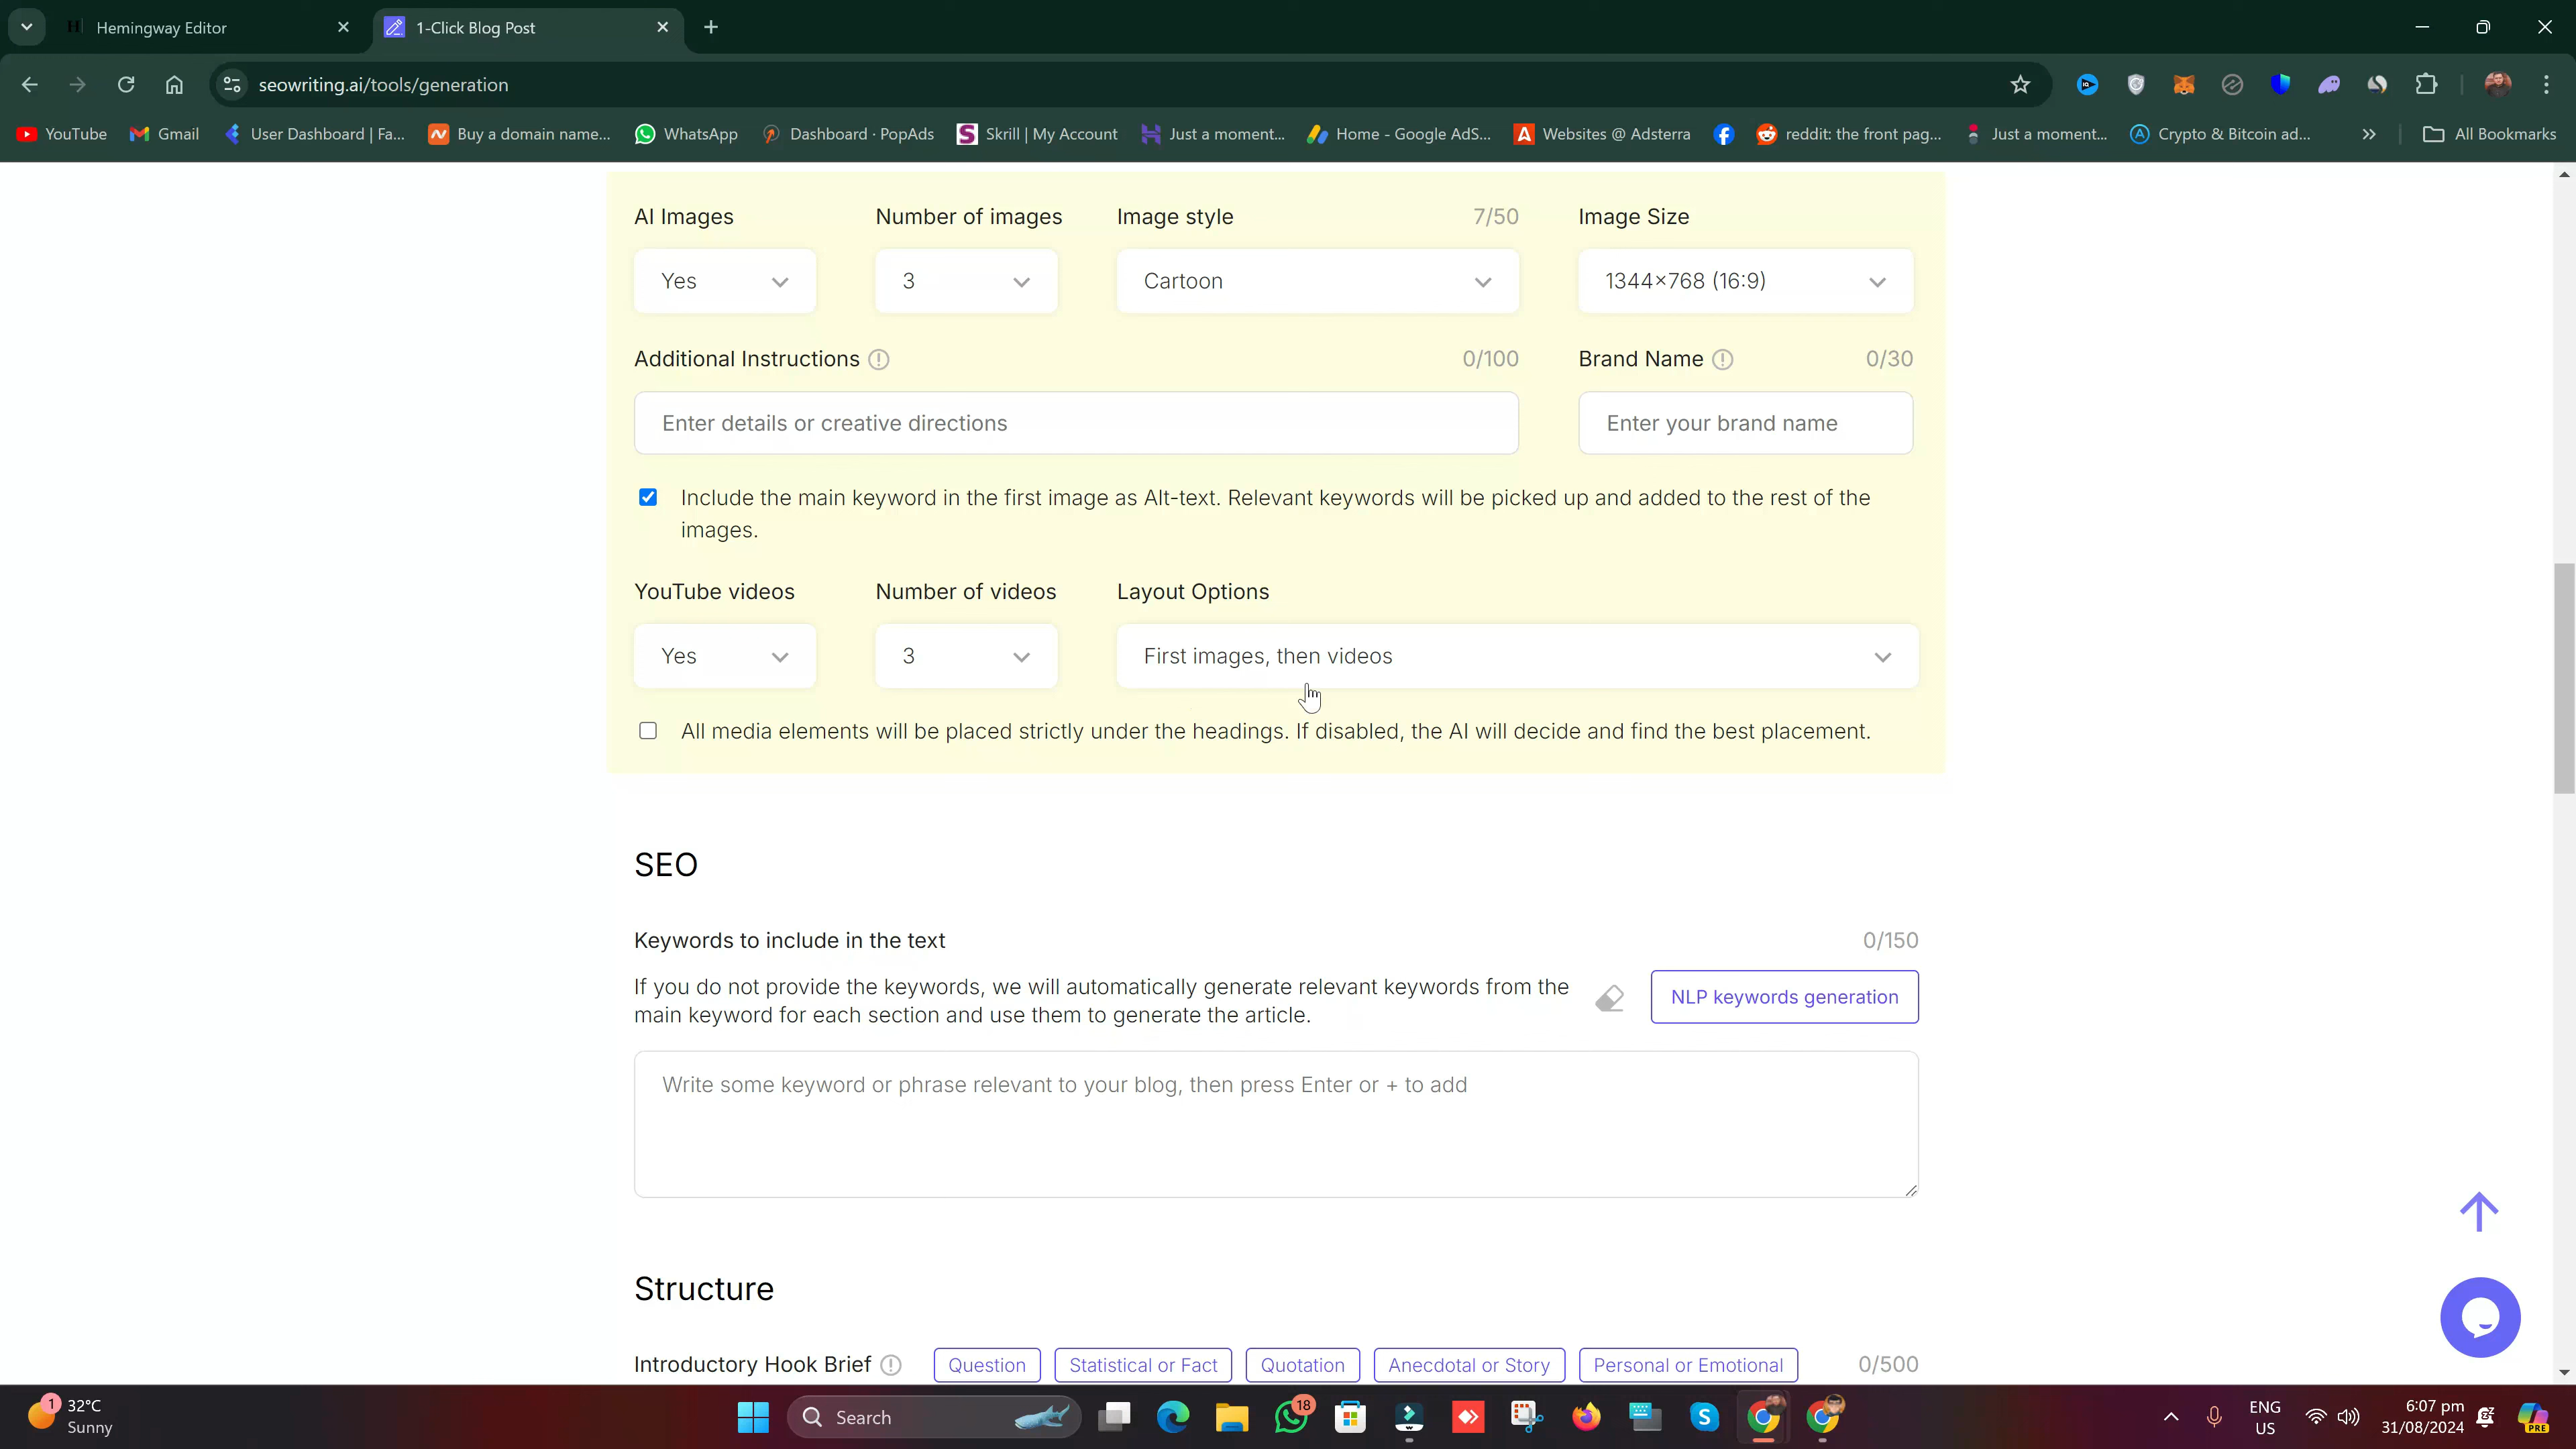 Hemingway Editor
1-Click Blog Post
seowriting.ai/tools/generation
YouTube
Gmail
User Dashboard | Fa...
Buy a domain name...
WhatsApp
Dashboard · PopAds
Skrill | My Account
Just a moment...
Home - Google AdS...
Websites @ Adsterra
reddit: the front pag...
Just a moment...
Crypto & Bitcoin ad...
All Bookmarks
AI Images
Number of images
Image style
7/50
Image Size
Yes
3
Cartoon
1344×768 (16:9)
Additional Instructions
0/100
Brand Name
0/30
Enter details or creative directions
Enter your brand name
Include the main keyword in the first image as Alt-text. Relevant keywords will be picked up and added to the rest of the
images.
YouTube videos
Number of videos
Layout Options
Yes
3
First images, then videos
All media elements will be placed strictly under the headings. If disabled, the AI will decide and find the best placement.
SEO
Keywords to include in the text
0/150
If you do not provide the keywords, we will automatically generate relevant keywords from the
main keyword for each section and use them to generate the article.
NLP keywords generation
Write some keyword or phrase relevant to your blog, then press Enter or + to add
Structure
Introductory Hook Brief
Question
Statistical or Fact
Quotation
Anecdotal or Story
Personal or Emotional
0/500
1
32°C
Sunny
Search
18
ENG
US
6:07 pm
31/08/2024
PRE